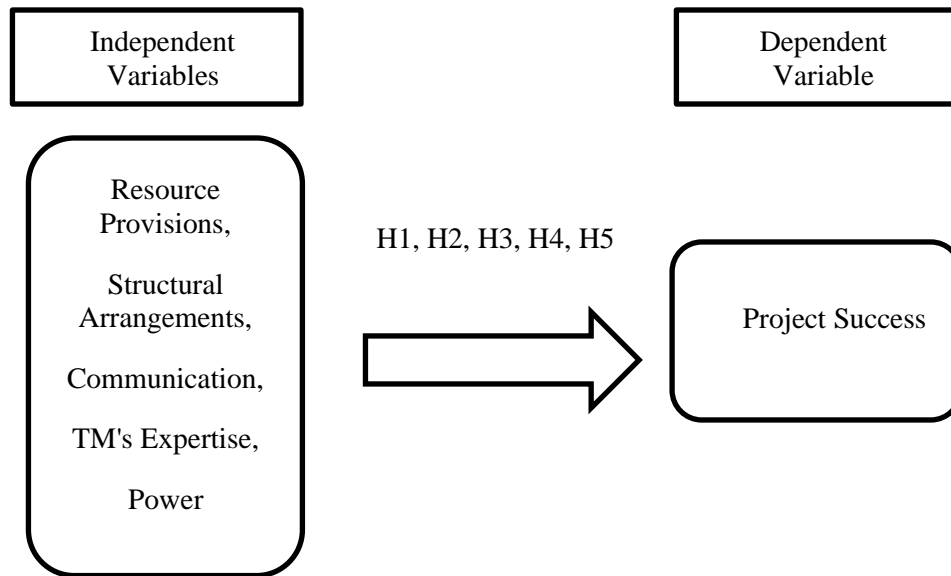 Independent
Variables
Dependent
Variable
Resource
Provisions,
Structural
Arrangements,
Communication,
TM's Expertise,
Power
H1, H2, H3, H4, H5
Project Success